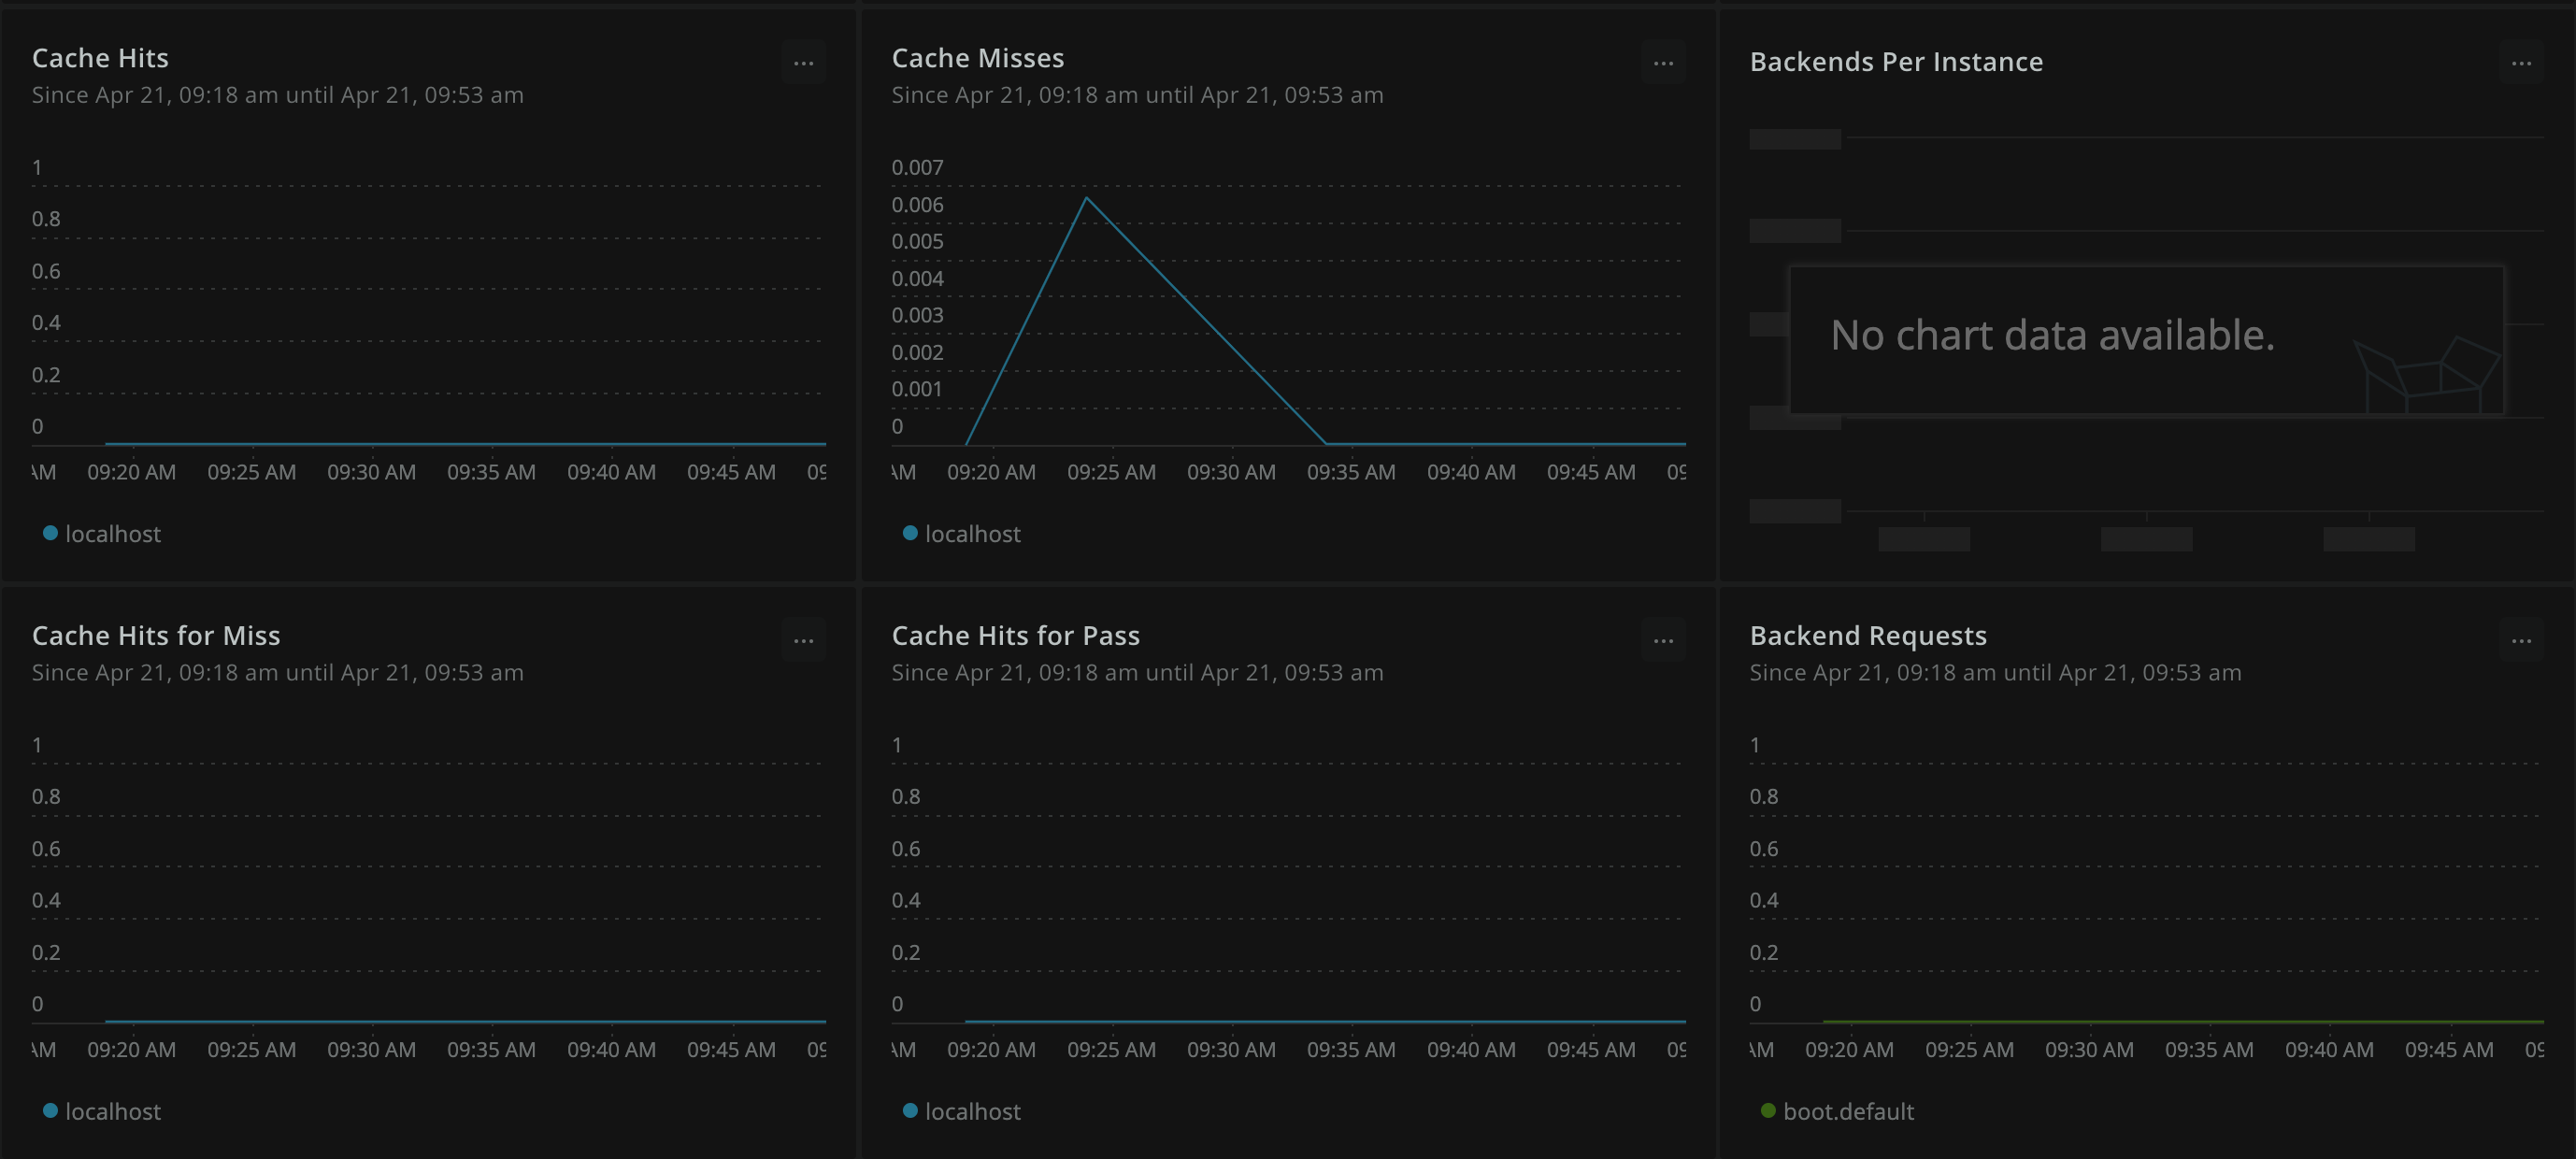 Cache Hits
...
Since Apr 21, 09:18 am until Apr 21, 09:53 am
1
0.8
0.6
0.4
0.2
0
AM 09:20 AM 09:25 AM 09:30 AM 09:35 AM 09:40 AM 09:45 AM 09
localhost
Cache Misses
...
Since Apr 21, 09:18 am until Apr 21, 09:53 am
0.007
0.006
0.005
0.004
0.003
0.002
0.001
0
AM 09:20 AM 09:25 AM 09:30 AM 09:35 AM 09:40 AM 09:45 AM 09
localhost
Backends Per Instance
...
No chart data available.
Cache Hits for Miss
...
Since Apr 21, 09:18 am until Apr 21, 09:53 am
1
0.8
0.6
0.4
0.2
0
AM 09:20 AM 09:25 AM 09:30 AM 09:35 AM 09:40 AM 09:45 AM 09
localhost
Cache Hits for Pass
...
Since Apr 21, 09:18 am until Apr 21, 09:53 am
1
0.8
0.6
0.4
0.2
0
AM 09:20 AM 09:25 AM 09:30 AM 09:35 AM 09:40 AM 09:45 AM 09
localhost
Backend Requests
...
Since Apr 21, 09:18 am until Apr 21, 09:53 am
1
0.8
0.6
0.4
0.2
0
AM 09:20 AM 09:25 AM 09:30 AM 09:35 AM 09:40 AM 09:45 AM 09
boot.default